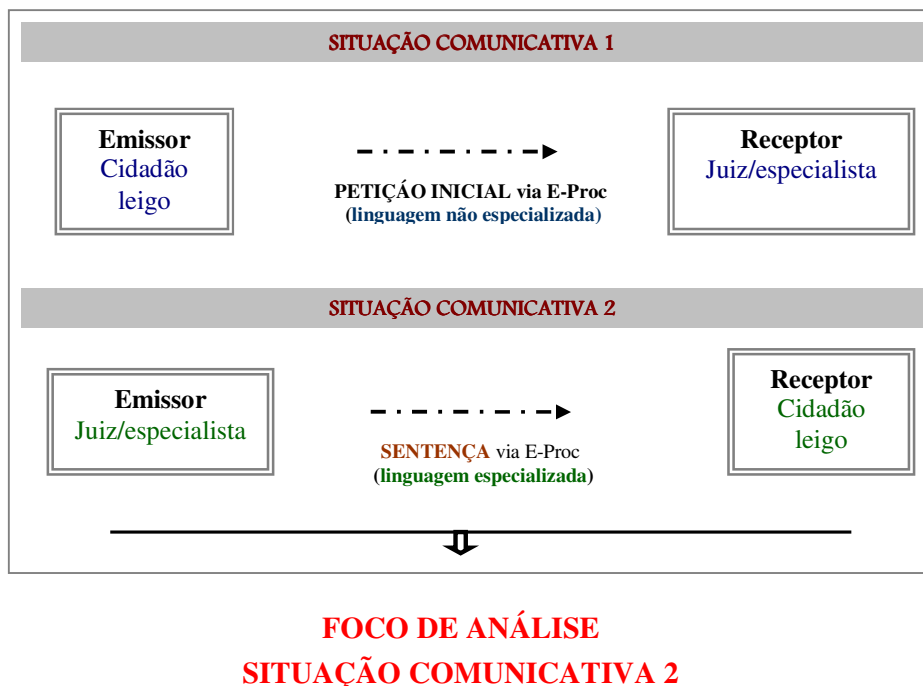 SITUAÇÃO COMUNICATIVA 1
Emissor
Cidadão
leigo
PETIÇÁO INICIAL via E-Proc
(linguagem não especializada)
Receptor
Juiz/especialista
SITUAÇÃO COMUNICATIVA 2
Emissor
Juiz/especialista
SENTENÇA via E-Proc
(linguagem especializada)
Receptor
Cidadão
leigo
FOCO DE ANÁLISE
SITUAÇÃO COMUNICATIVA 2